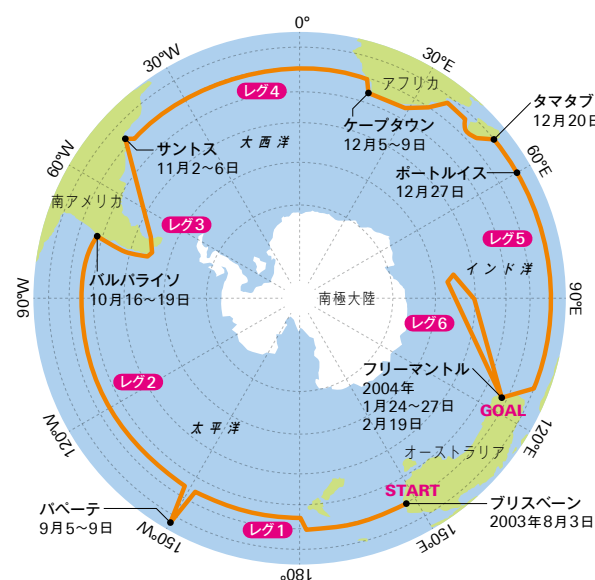 0°
30°W
30°E
アフリカ
レグ4
タマタブ
12月20日
ケープタウン
12月5〜9日
大西洋
サントス
11月2〜6日
60°W
60°E
ポートルイス
12月27日
南アメリカ
レグ3
レグ5
インド洋
バルパライソ
10月16〜19日
南極大陸
90°W
90°E
レグ6
フリーマントル
2004年
1月24〜27日
2月19日
GOAL
レグ2
120°W
120°E
太平洋
オーストラリア
START
パペーテ
9月5〜9日
150°W
レグ1
150°E
ブリスベーン
2003年8月3日
180°